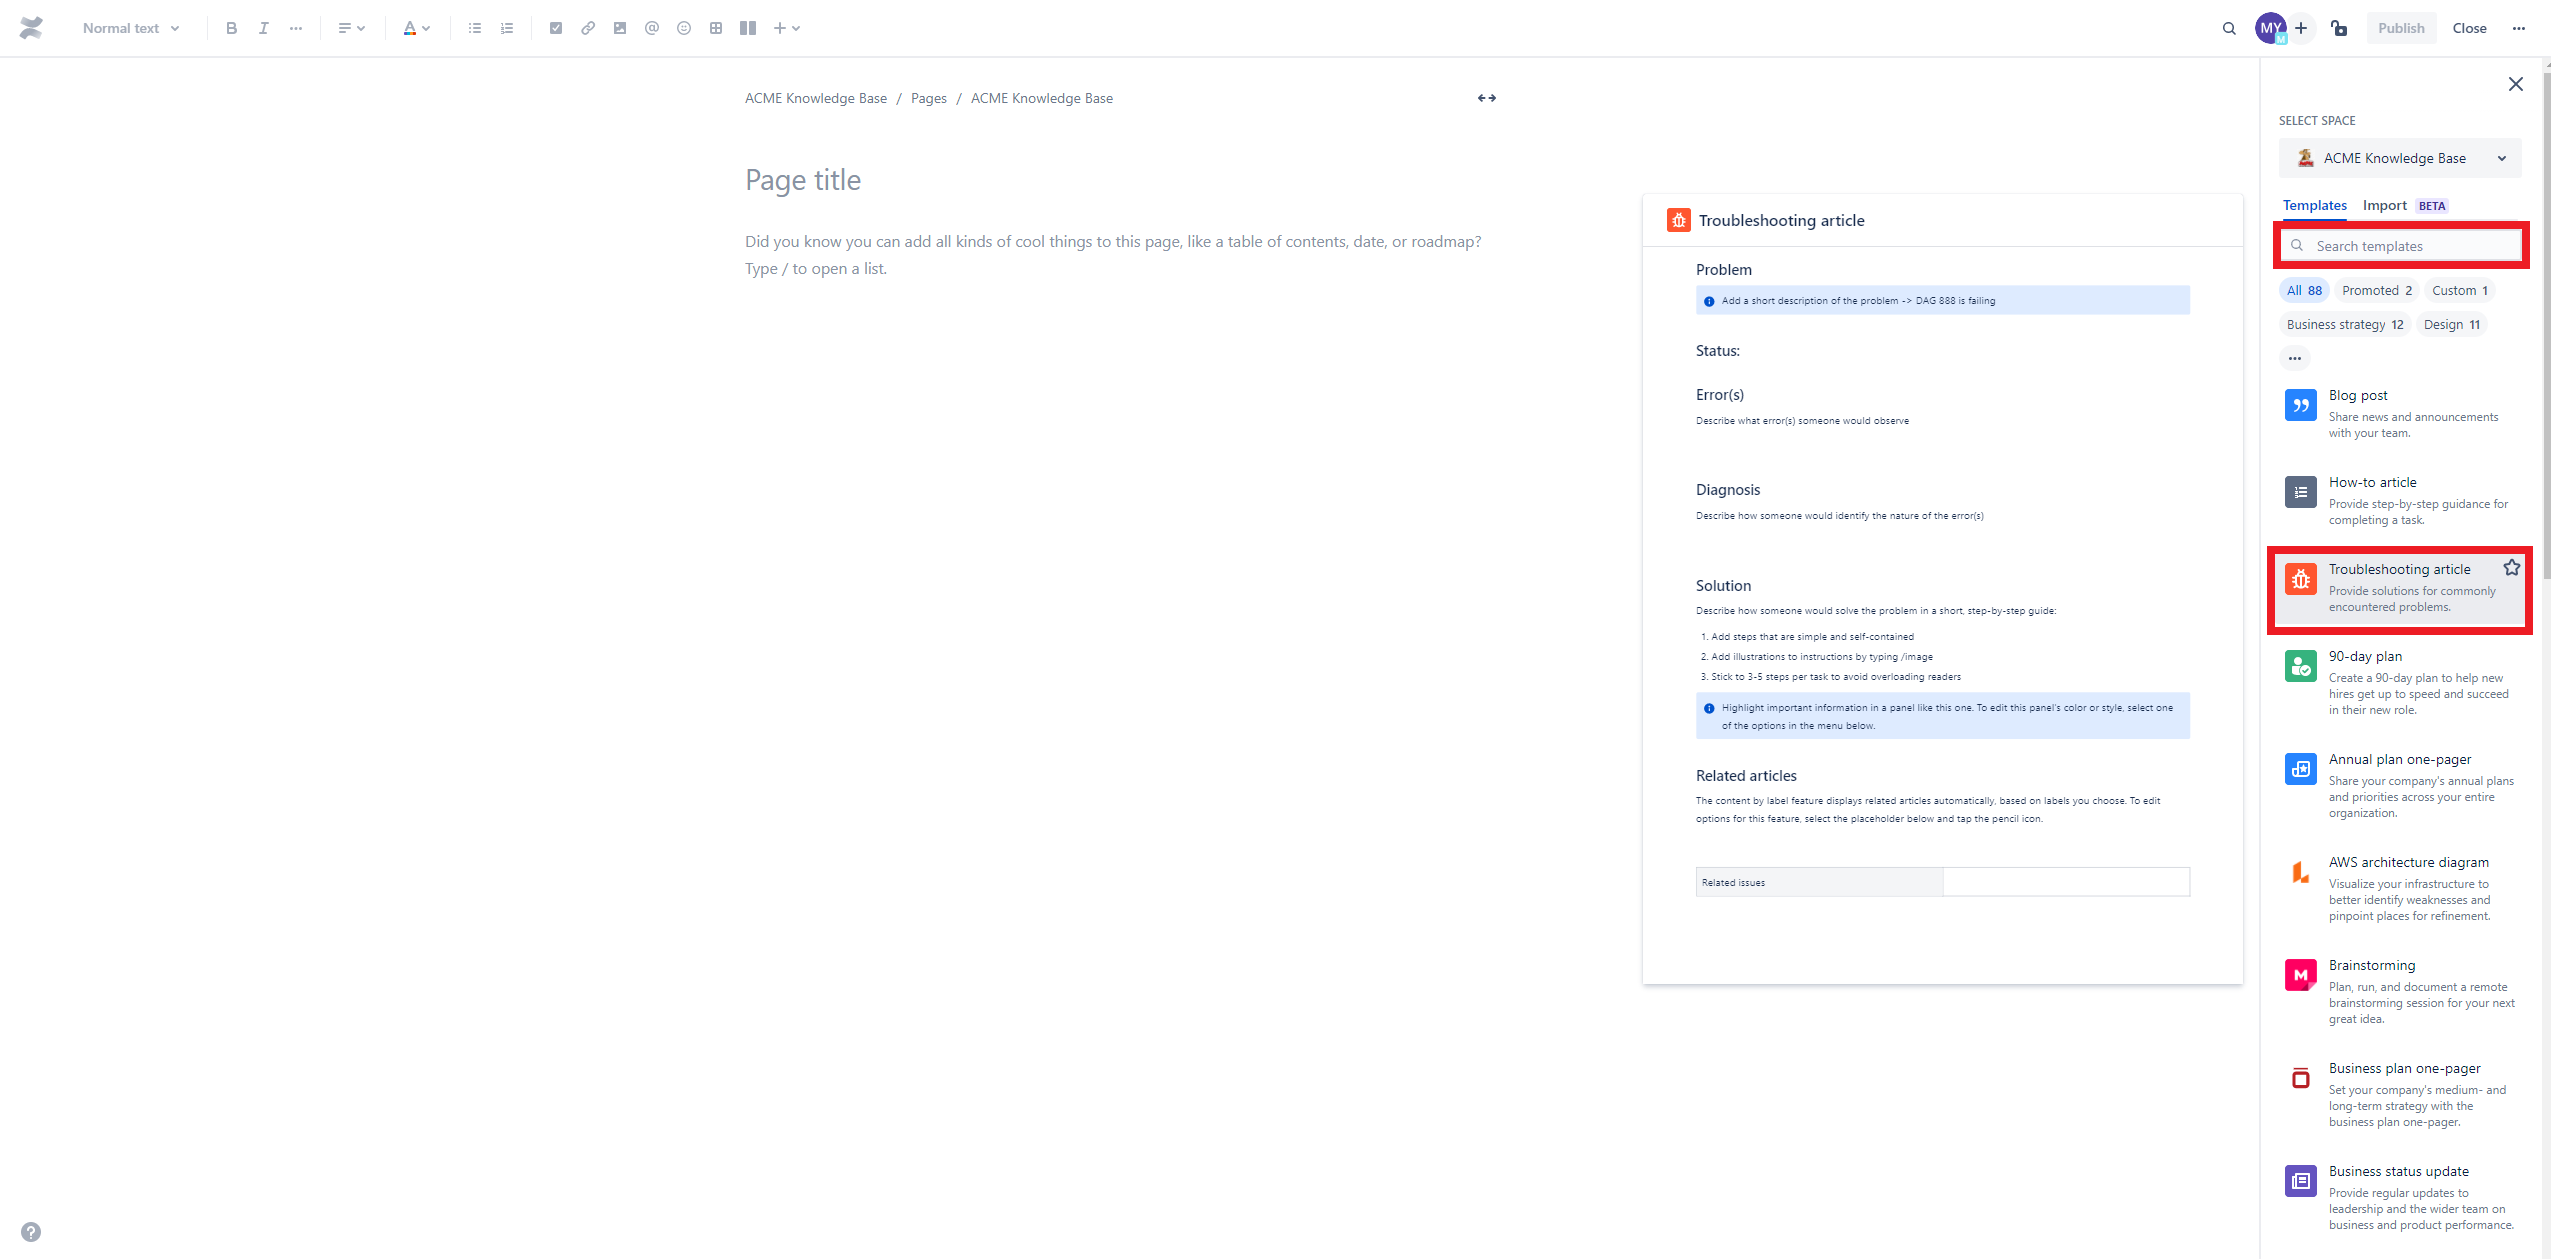 Normal text
B I
A
MY
M
Publish
Close
ACME Knowledge Base / Pages / ACME Knowledge Base
Page title
Did you know you can add all kinds of cool things to this page, like a table of contents, date, or roadmap?
Type / to open a list.
Troubleshooting article
Problem
Add a short description of the problem -> DAG 888 is failing
Status:
Error(s)
Describe what error(s) someone would observe
Diagnosis
Describe how someone would identify the nature of the error(s)
Solution
Describe how someone would solve the problem in a short, step-by-step guide:
1. Add steps that are simple and self-contained
2. Add illustrations to instructions by typing /image
3. Stick to 3-5 steps per task to avoid overloading readers
Highlight important information in a panel like this one. To edit this panel's color or style, select one
of the options in the menu below.
Related articles
The content by label feature displays related articles automatically, based on labels you choose. To edit
options for this feature, select the placeholder below and tap the pencil icon.
Related issues
SELECT SPACE
ACME Knowledge Base
Templates Import BETA
Search templates
All 88 Promoted 2 Custom 1
Business strategy 12 Design 11
Blog post
Share news and announcements
with your team.
How-to article
Provide step-by-step guidance for
completing a task.
Troubleshooting article
Provide solutions for commonly
encountered problems.
90-day plan
Create a 90-day plan to help new
hires get up to speed and succeed
in their new role.
Annual plan one-pager
Share your company's annual plans
and priorities across your entire
organization.
AWS architecture diagram
Visualize your infrastructure to
better identify weaknesses and
pinpoint places for refinement.
Brainstorming
Plan, run, and document a remote
brainstorming session for your next
great idea.
Business plan one-pager
Set your company's medium- and
long-term strategy with the
business plan one-pager.
Business status update
Provide regular updates to
leadership and the wider team on
business and product performance.